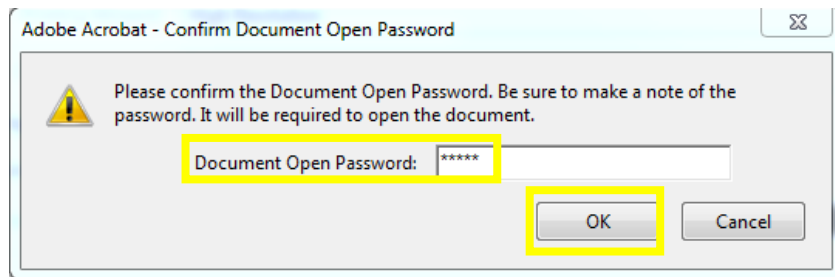 Adobe Acrobat - Confirm Document Open Password
Please confirm the Document Open Password. Be sure to make a note of the
password. It will be required to open the document.
Document Open Password: *****
OK Cancel